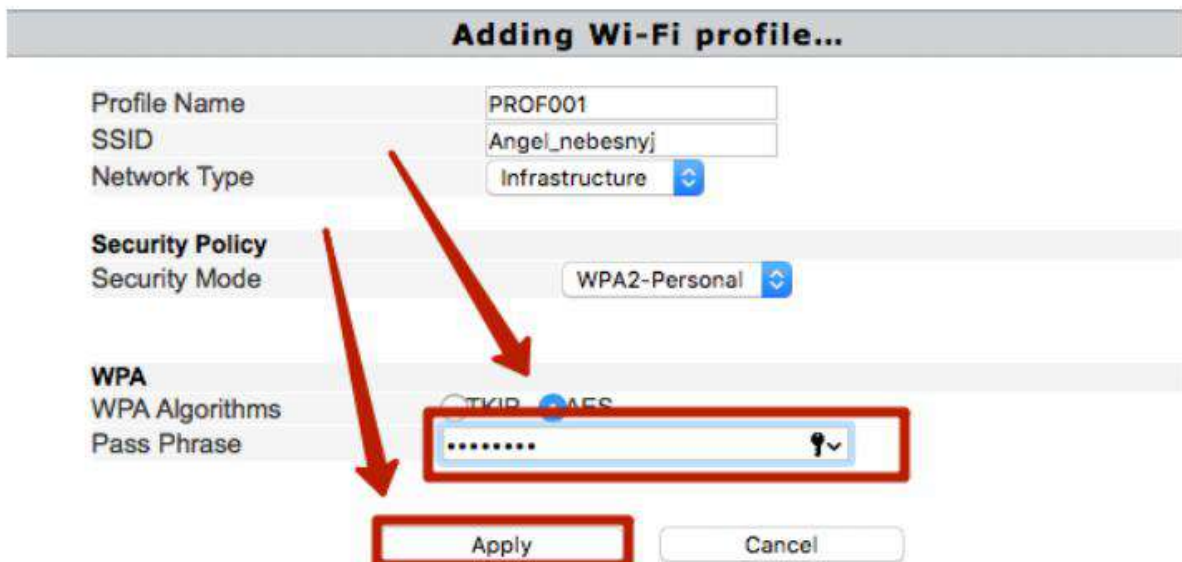 Adding Wi-Fi profile...
Profile Name PROF001
SSID Angel_nebesnyj
Network Type Infrastructure
Security Policy
Security Mode WPA2-Personal
WPA
WPA Algorithms TKIP AES
Pass Phrase ••••••••
Apply Cancel